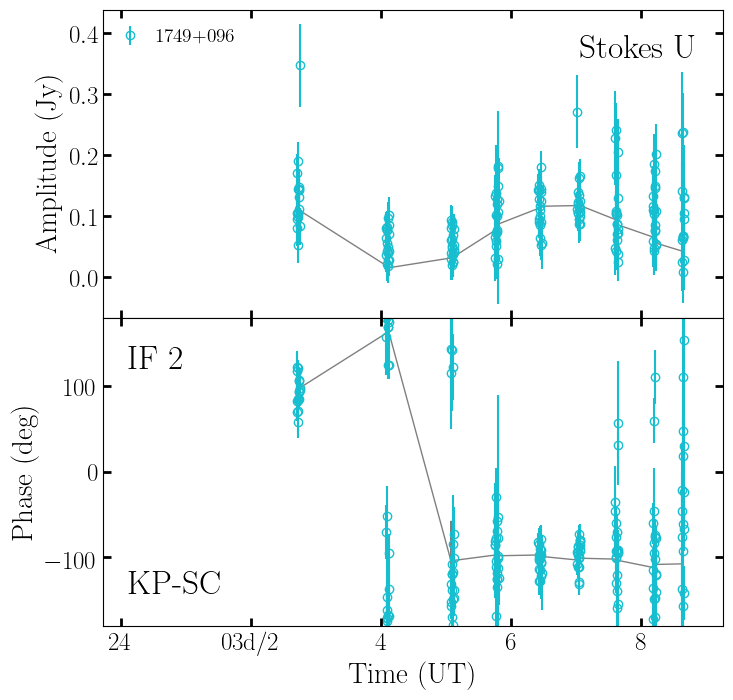 1749+096
Stokes U
0.4
0.3
0.2
0.1
0.0
Amplitude (Jy)
IF 2
100
0
−100
Phase (deg)
KP-SC
24 03d/2 4 6 8
Time (UT)